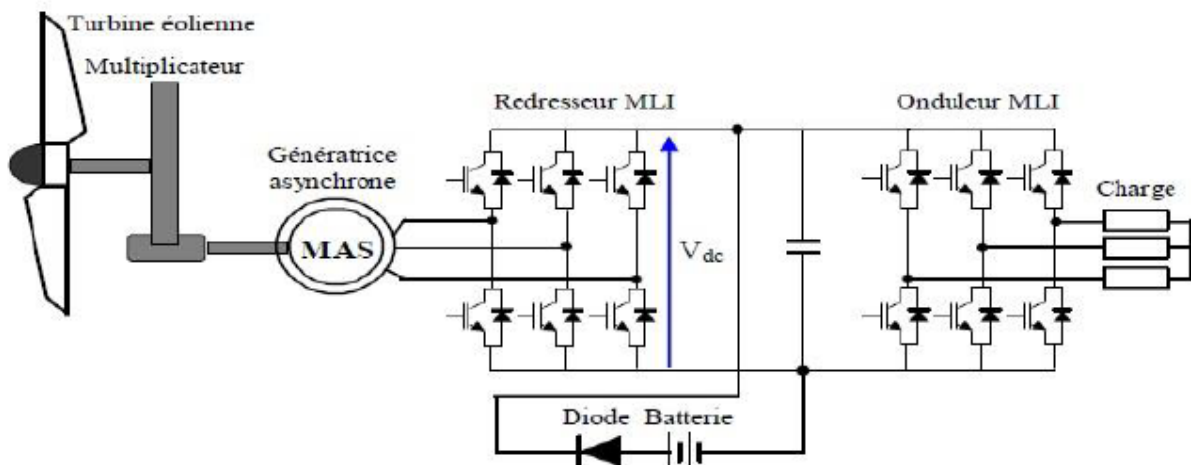 Turbine éolienne
Multiplicateur
Génératrice
asynchrone
MAS
Redresseur MLI
Onduleur MLI
Vdc
Charge
Diode Batterie